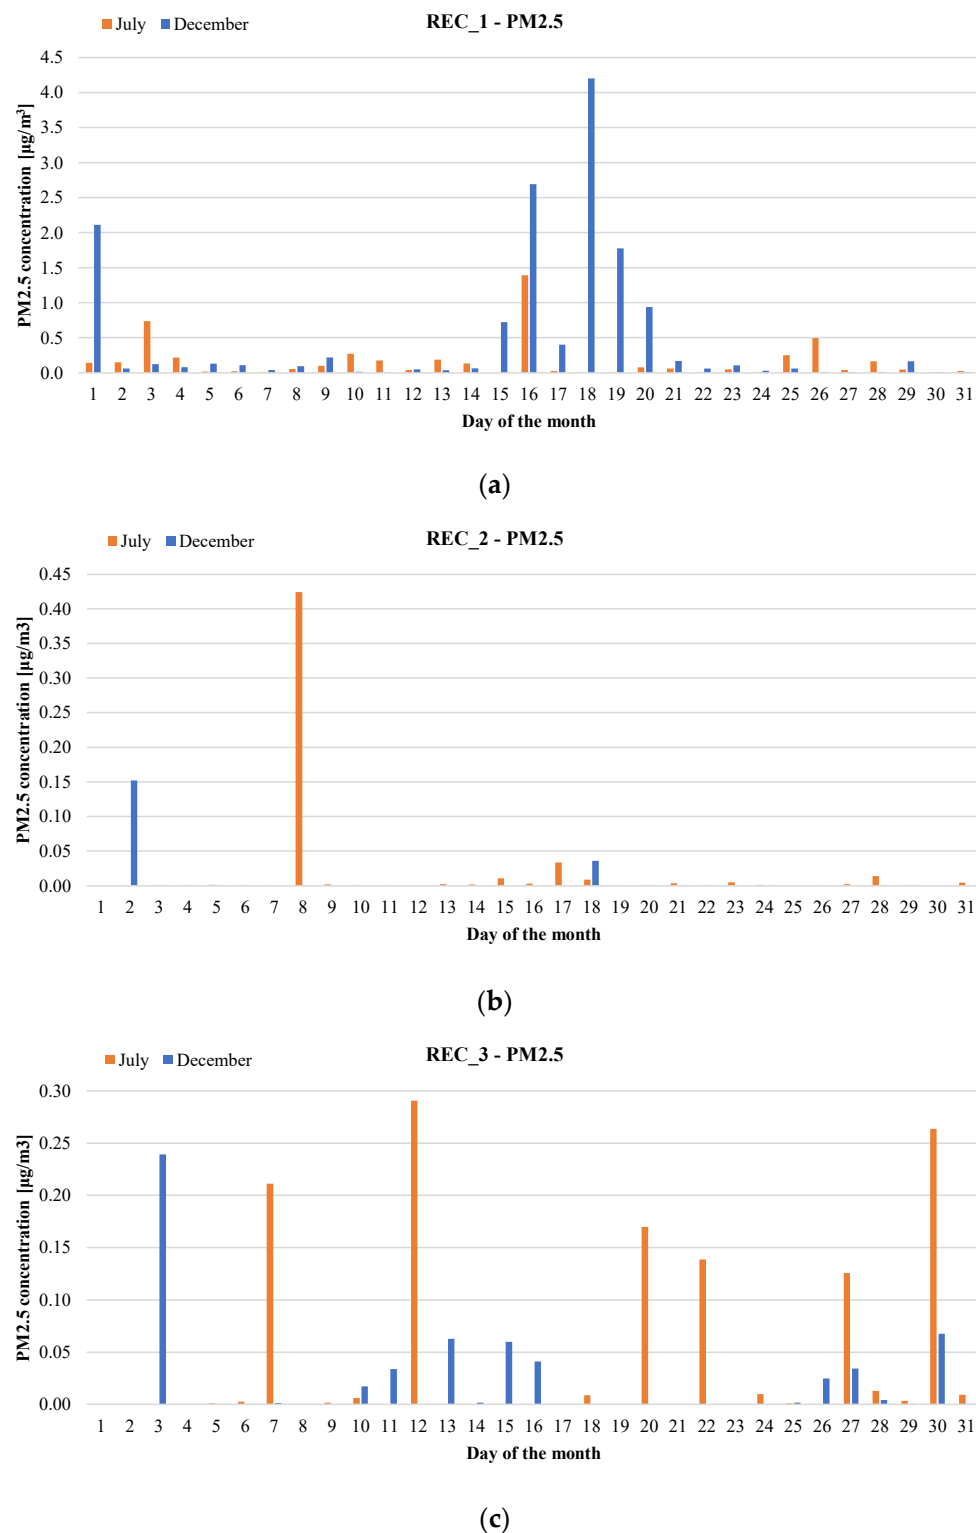 July December
REC_1 - PM2.5
PM2.5 concentration [µg/m³]
4.5
4.0
3.5
3.0
2.5
2.0
1.5
1.0
0.5
0.0
1 2 3 4 5 6 7 8 9 10 11 12 13 14 15 16 17 18 19 20 21 22 23 24 25 26 27 28 29 30 31
Day of the month
(a)
July December
REC_2 - PM2.5
PM2.5 concentration [µg/m3]
0.45
0.40
0.35
0.30
0.25
0.20
0.15
0.10
0.05
0.00
1 2 3 4 5 6 7 8 9 10 11 12 13 14 15 16 17 18 19 20 21 22 23 24 25 26 27 28 29 30 31
Day of the month
(b)
July December
REC_3 - PM2.5
PM2.5 concentration [µg/m3]
0.30
0.25
0.20
0.15
0.10
0.05
0.00
1 2 3 4 5 6 7 8 9 10 11 12 13 14 15 16 17 18 19 20 21 22 23 24 25 26 27 28 29 30 31
Day of the month
(c)